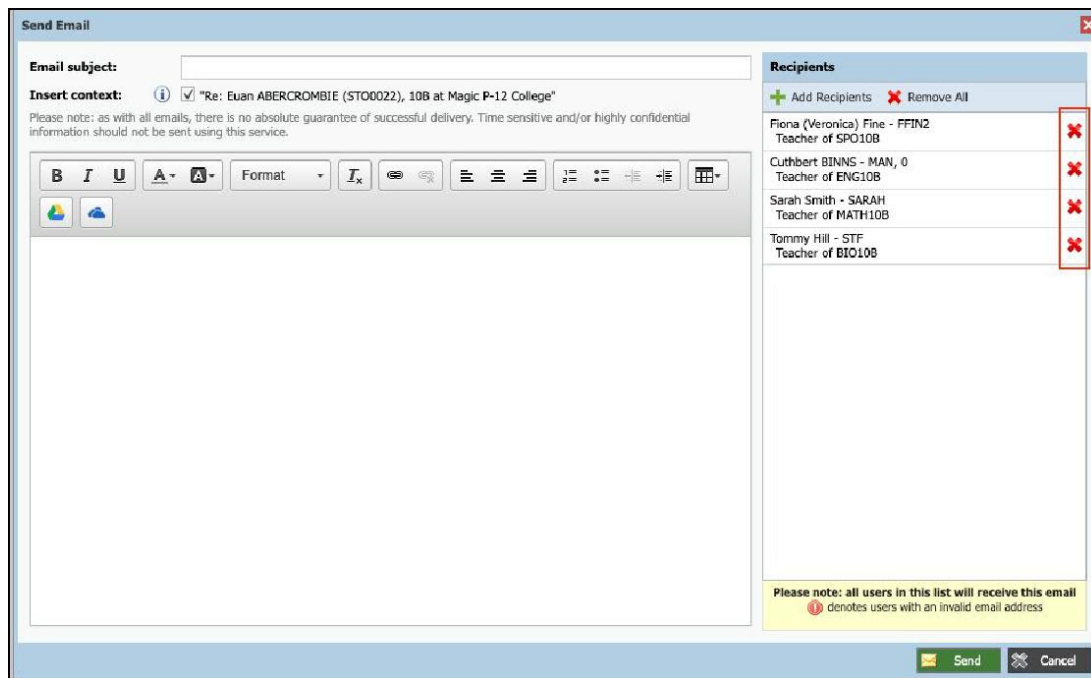 Send Email
Email subject:
Insert context: "Re: Euan ABERCROMBIE (STO0022), 10B at Magic P-12 College"
Please note: as with all emails, there is no absolute guarantee of successful delivery. Time sensitive and/or highly confidential
information should not be sent using this service.
B I U A A Format Tx
Recipients
Add Recipients Remove All
Fiona (Veronica) Fine - FFIN2
Teacher of SPO10B
Cuthbert BINNS - MAN, 0
Teacher of ENG10B
Sarah Smith - SARAH
Teacher of MATH10B
Tommy Hill - STF
Teacher of BIO10B
Please note: all users in this list will receive this email
denotes users with an invalid email address
Send Cancel